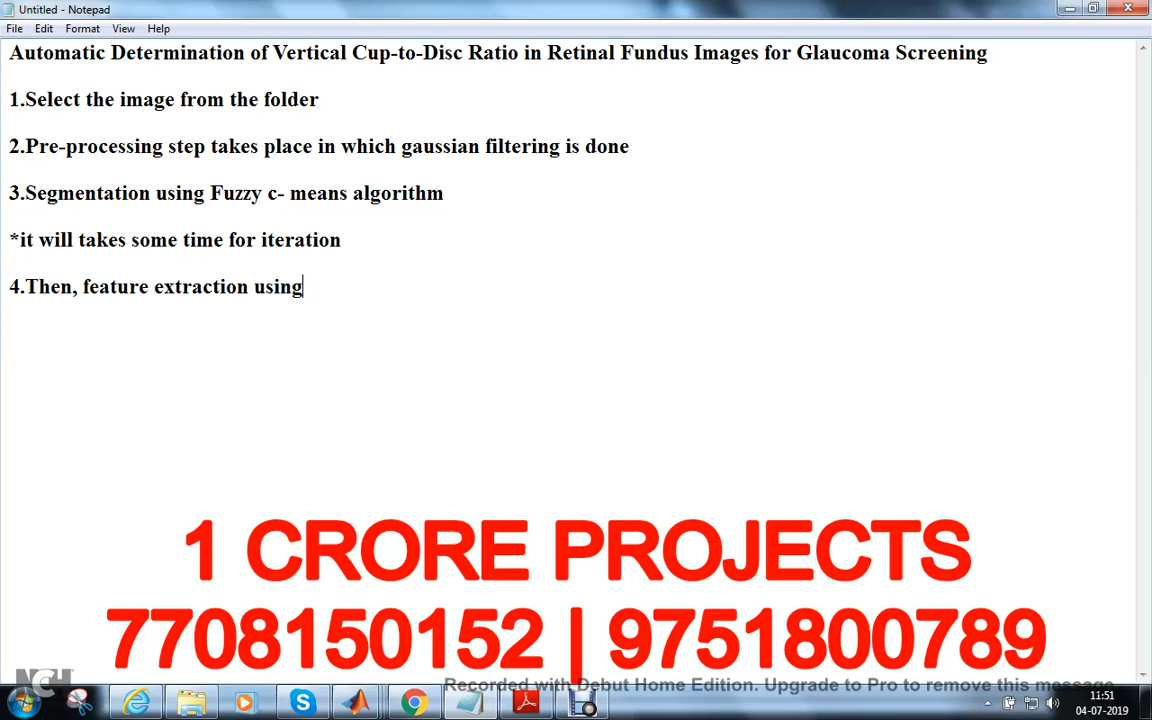 Untitled - Notepad
File Edit Format View Help
Automatic Determination of Vertical Cup-to-Disc Ratio in Retinal Fundus Images for Glaucoma Screening
1.Select the image from the folder
2.Pre-processing step takes place in which gaussian filtering is done
3.Segmentation using Fuzzy c- means algorithm
*it will takes some time for iteration
4.Then, feature extraction using
1 CRORE PROJECTS
7708150152 | 9751800789
NCH
Recorded with Debut Home Edition. Upgrade to Pro to remove this message.
11:51
04-07-2019